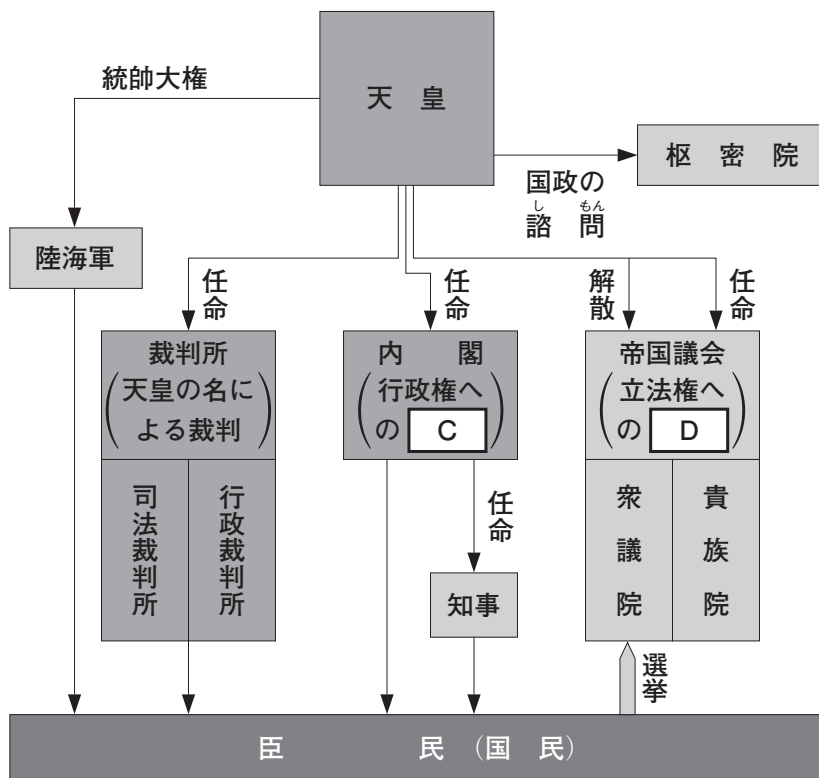 天皇
統帥大権
枢密院
国政の
諮問
し もん
陸海軍
任命
任命
解散
任命
裁判所
(天皇の名に
よる裁判)
内閣
(行政権へ
の C)
帝国議会
(立法権へ
の D)
司法裁判所
行政裁判所
任命
知事
衆議院
貴族院
選挙
臣民(国民)